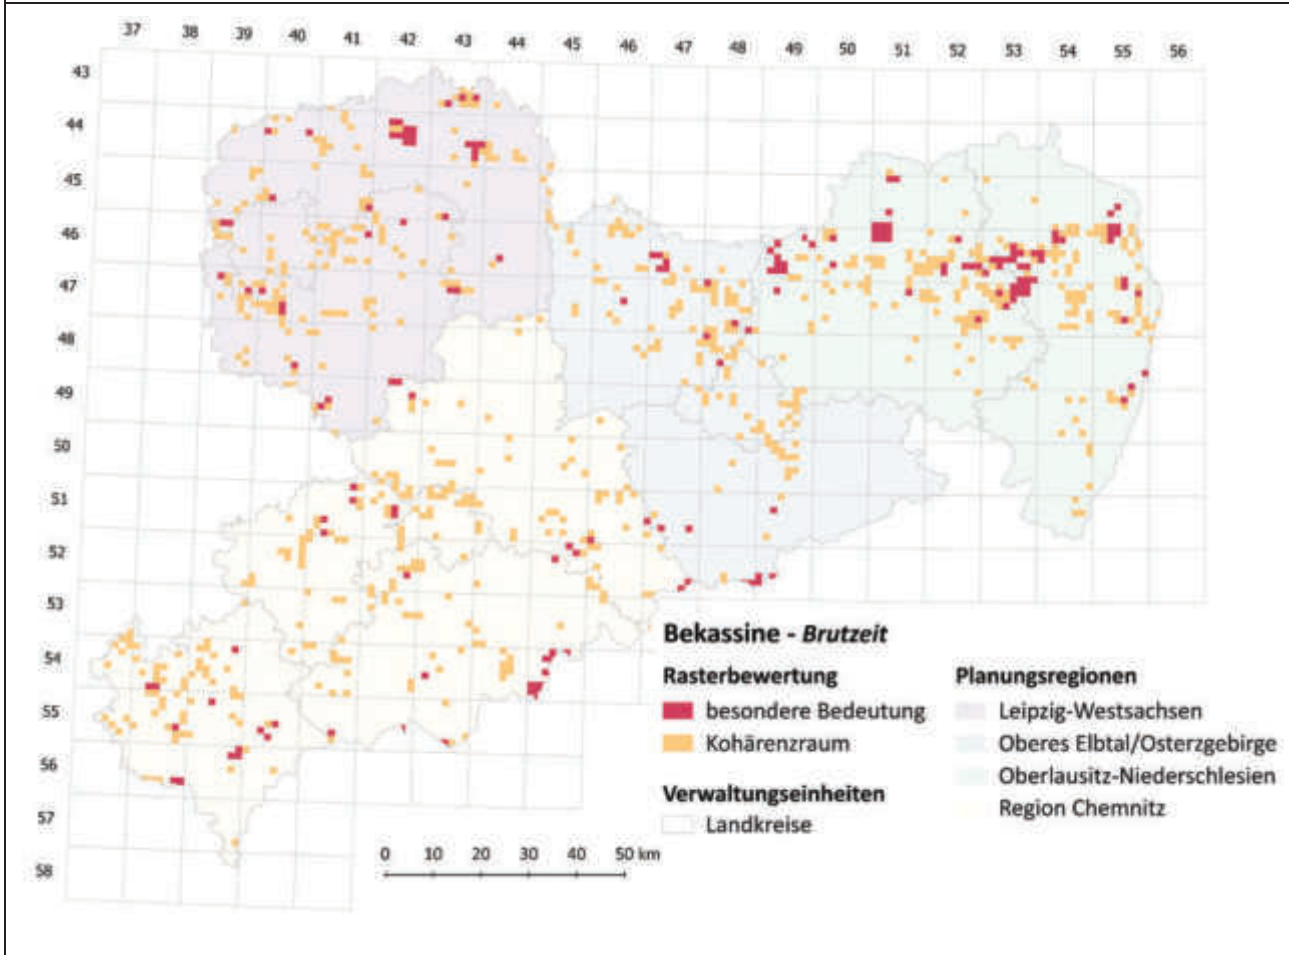 37 38 39 40 41 42 43 44 45 46 47 48 49 50 51 52 53 54 55 56
43
44
45
46
47
48
49
50
51
52
53
54
55
56
57
58
Bekassine - Brutzeit
Rasterbewertung
besondere Bedeutung
Kohärenzraum
Verwaltungseinheiten
Landkreise
Planungsregionen
Leipzig-Westsachsen
Oberes Elbtal/Osterzgebirge
Oberlausitz-Niederschlesien
Region Chemnitz
0 10 20 30 40 50 km